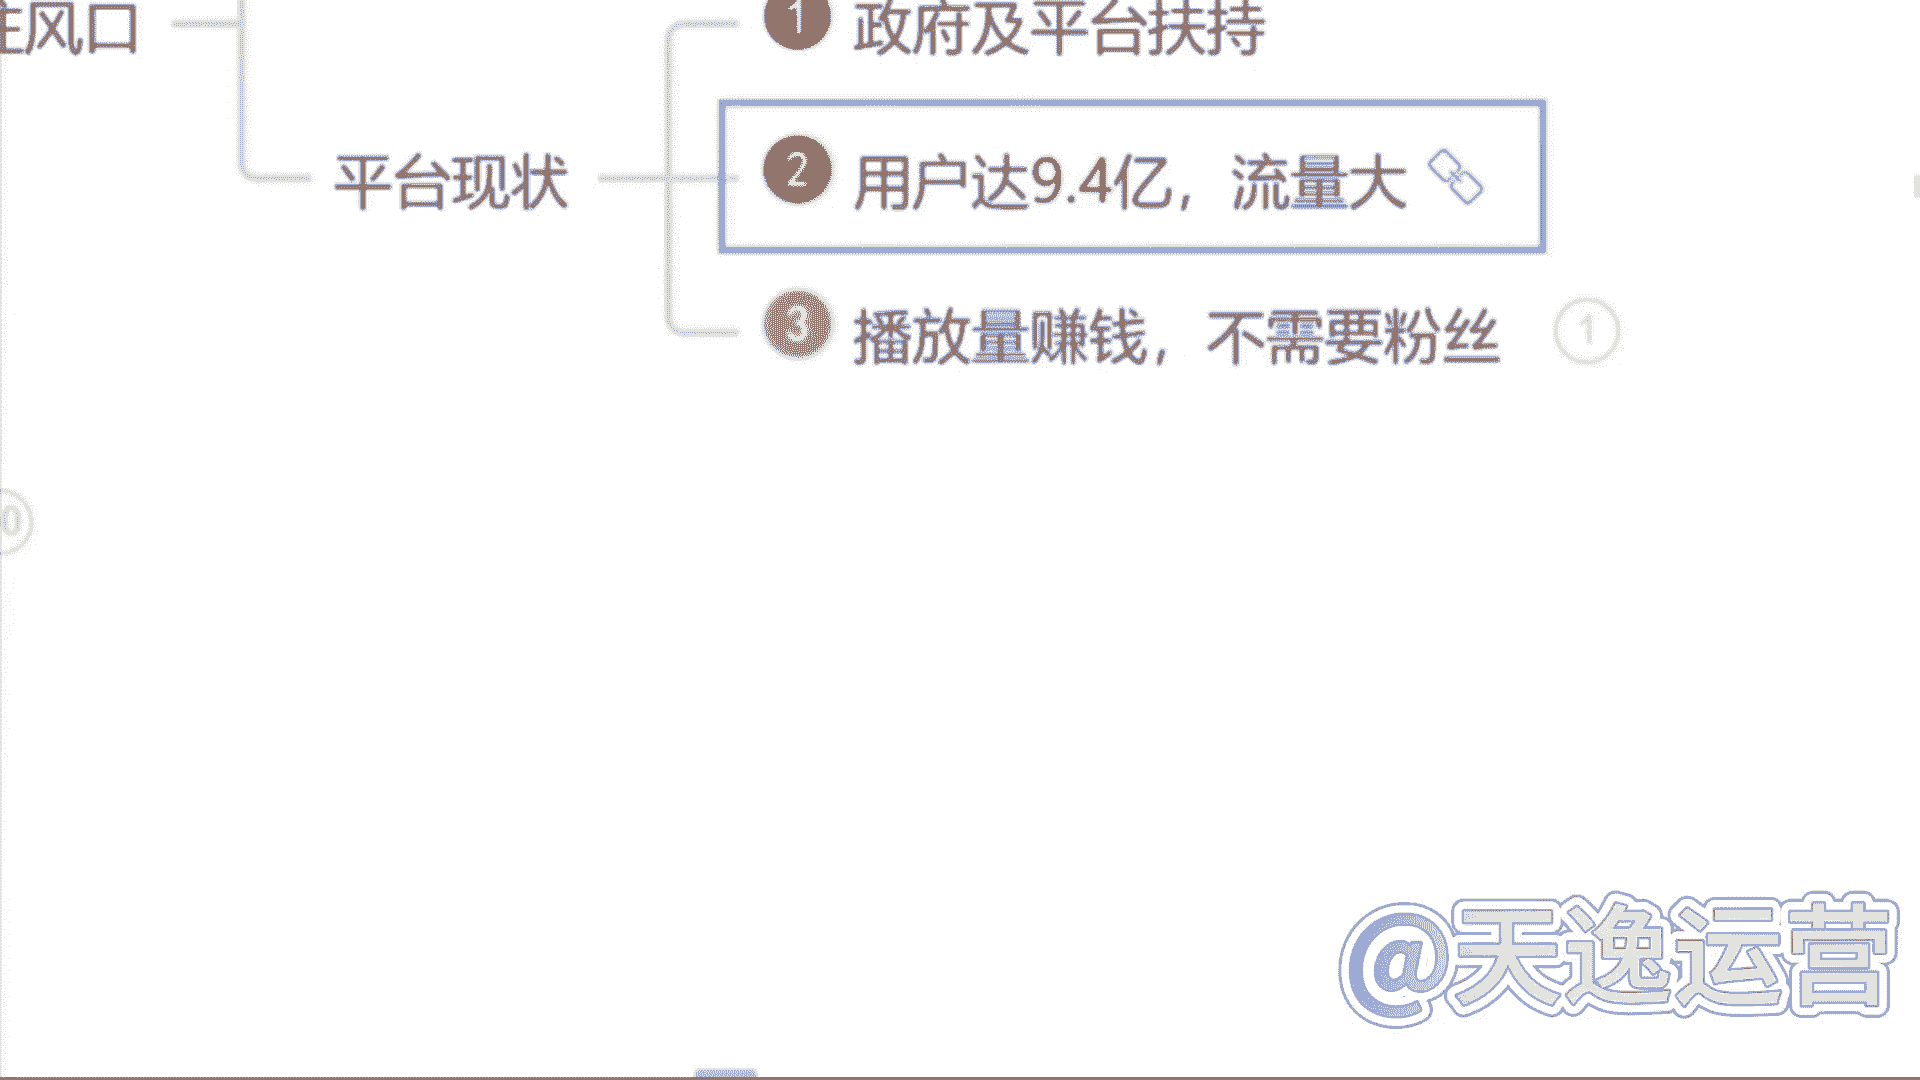 风口
1 政府及平台扶持
平台现状
2 用户达9.4亿，流量大
3 播放量赚钱，不需要粉丝 1
0
@天逸运营